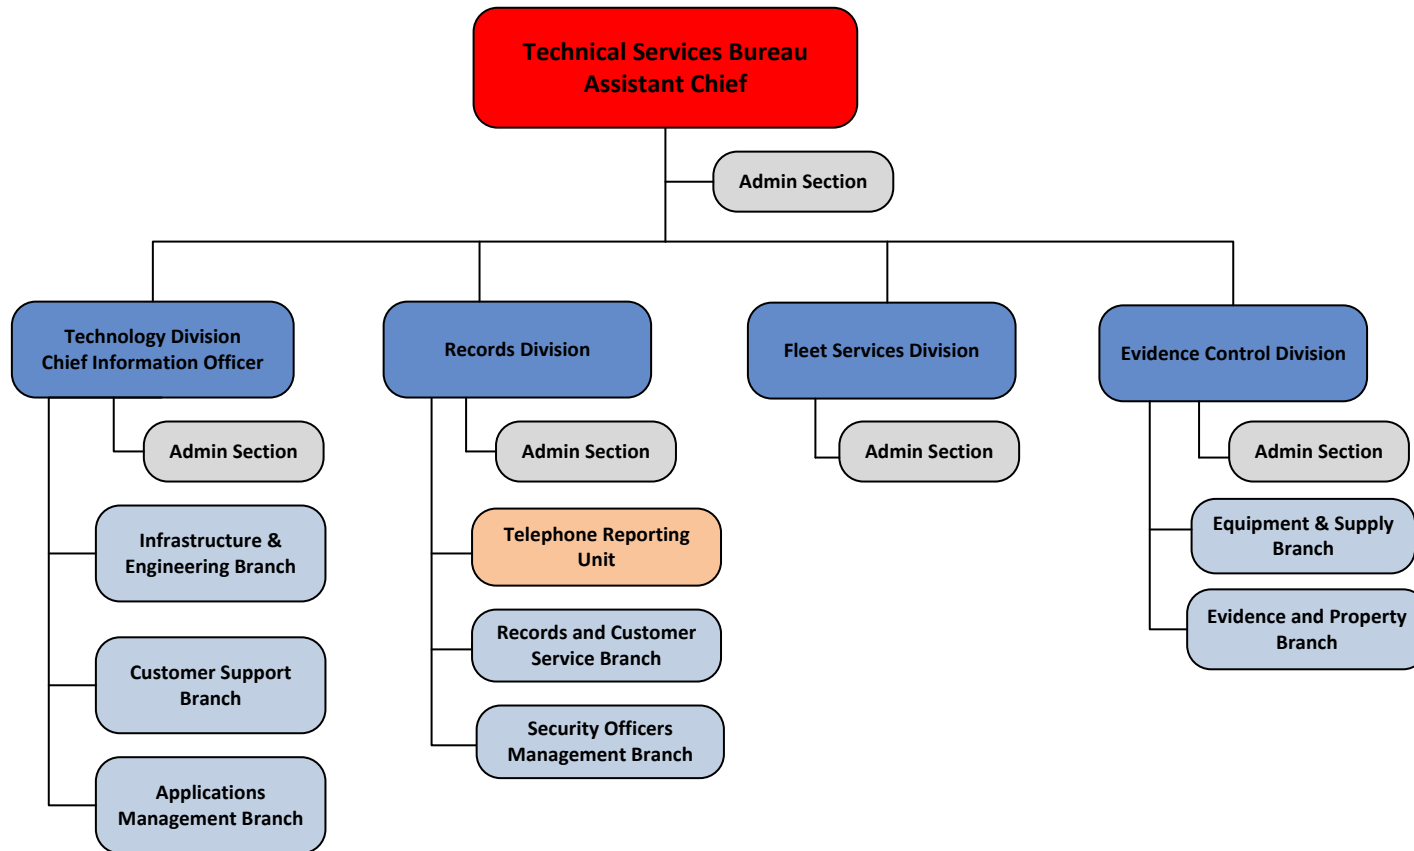 Technical Services Bureau
Assistant Chief
Admin Section
Technology Division
Chief Information Officer
Records Division
Fleet Services Division
Evidence Control Division
Admin Section
Admin Section
Admin Section
Admin Section
Infrastructure &
Engineering Branch
Telephone Reporting
Unit
Equipment & Supply
Branch
Customer Support
Branch
Records and Customer
Service Branch
Evidence and Property
Branch
Applications
Management Branch
Security Officers
Management Branch